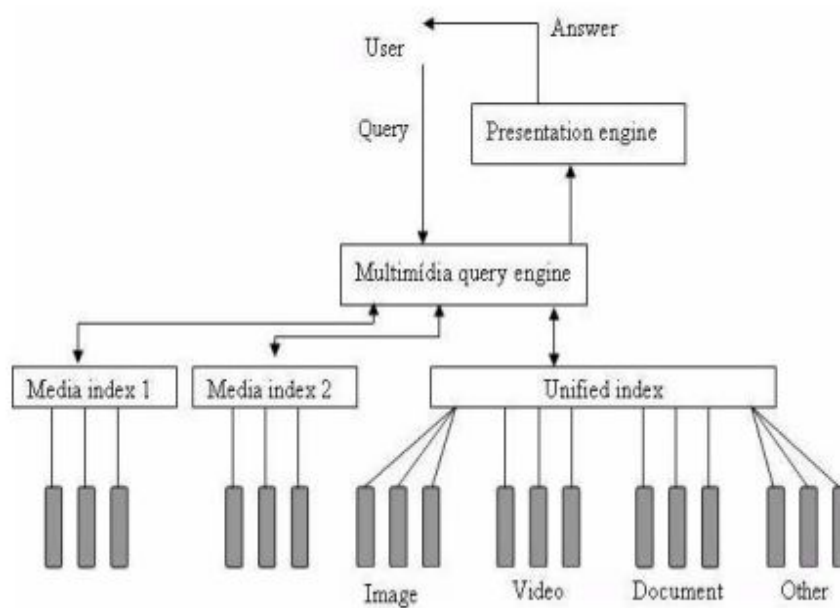 Answer
User
Query
Presentation engine
Multimídia query engine
Media index 1
Media index 2
Unified index
Image
Video
Document
Other